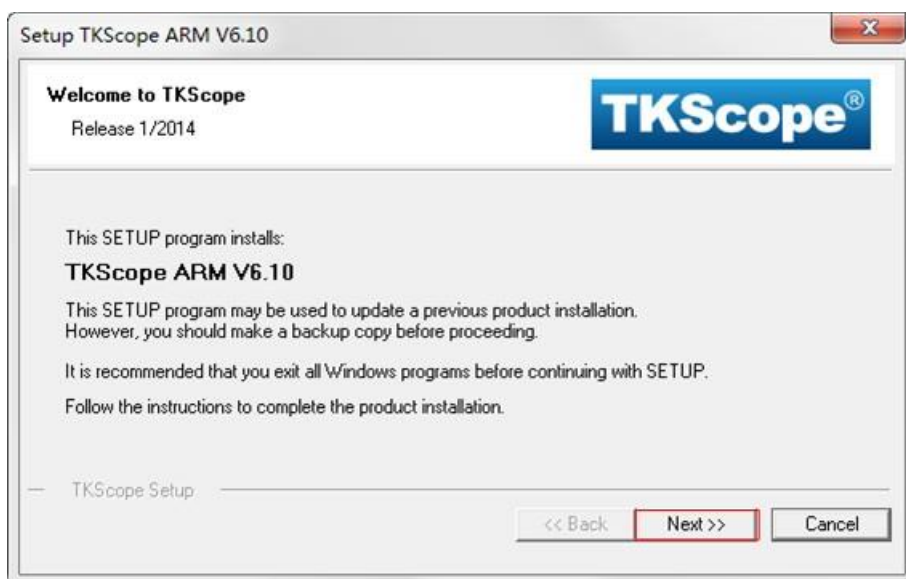 Setup TKScope ARM V6.10
Welcome to TKScope
Release 1/2014
TKScope®
This SETUP program installs:
TKScope ARM V6.10
This SETUP program may be used to update a previous product installation.
However, you should make a backup copy before proceeding.
It is recommended that you exit all Windows programs before continuing with SETUP.
Follow the instructions to complete the product installation.
TKScope Setup
<< Back Next >> Cancel